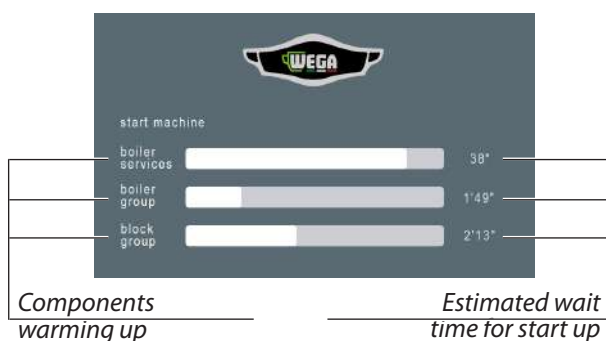 WEGA
start machine
boiler
services
38"
boiler
group
1'49"
block
group
2'13"
Components
warming up
Estimated wait
time for start up